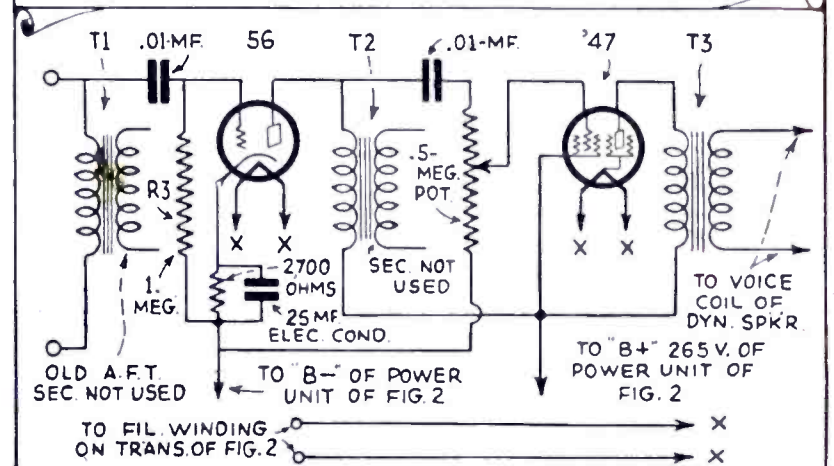 T1
.01-MF.
56
T2
.01-MF.
'47
T3
R3
1.
MEG.
.5-
MEG.
POT.
X X
X X
2700
OHMS
25 MF.
ELEC. COND.
SEC. NOT
USED
TO VOICE
COIL OF
DYN. SPKR.
OLD A.F.T.
SEC. NOT USED
TO "B-" OF POWER
UNIT OF FIG. 2
TO "B+" 265 V. OF
POWER UNIT OF
FIG. 2
TO FIL. WINDING
ON TRANS. OF FIG. 2
X
X